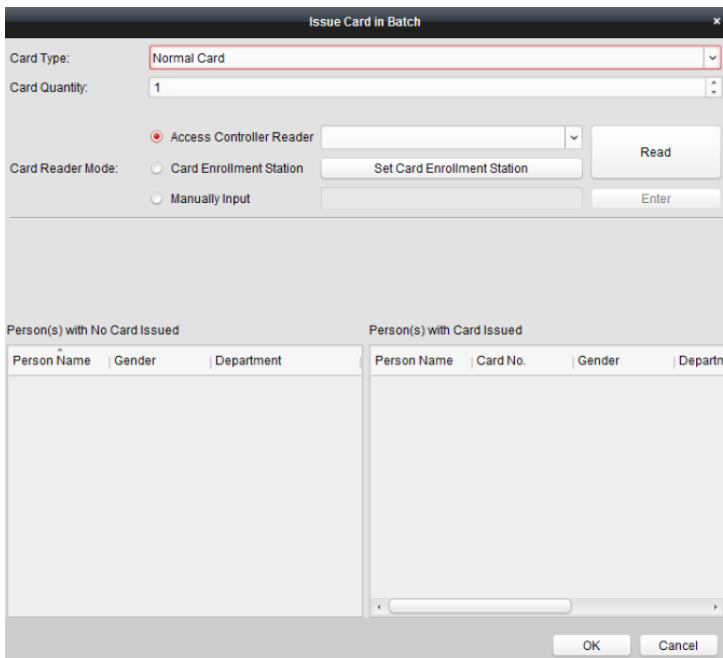 Issue Card in Batch
Card Type: Normal Card
Card Quantity: 1
Access Controller Reader
Read
Card Reader Mode: Card Enrollment Station Set Card Enrollment Station
Manually Input Enter
Person(s) with No Card Issued Person(s) with Card Issued
Person Name Gender Department Person Name Card No. Gender Departn
OK Cancel